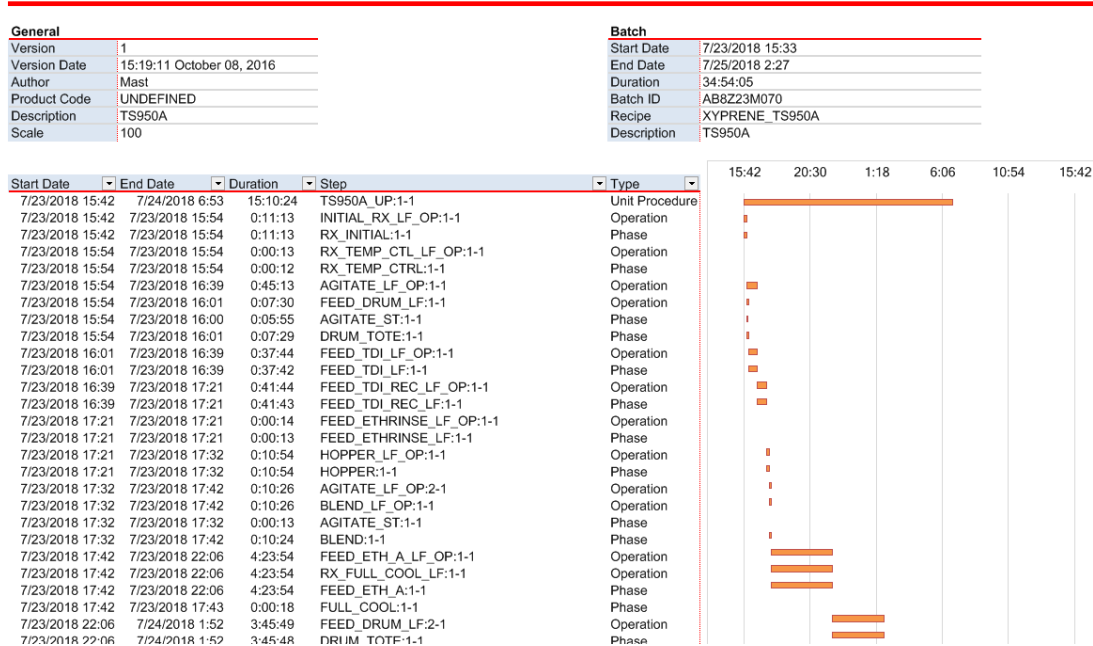 General
Version 1
Version Date 15:19:11 October 08, 2016
Author Mast
Product Code UNDEFINED
Description TS950A
Scale 100
Batch
Start Date 7/23/2018 15:33
End Date 7/25/2018 2:27
Duration 34:54:05
Batch ID AB8Z23M070
Recipe XYPRENE_TS950A
Description TS950A
15:42 20:30 1:18 6:06 10:54 15:42
Start Date End Date Duration Step Type
7/23/2018 15:42 7/24/2018 6:53 15:10:24 TS950A_UP:1-1 Unit Procedure
7/23/2018 15:42 7/23/2018 15:54 0:11:13 INITIAL_RX_LF_OP:1-1 Operation
7/23/2018 15:42 7/23/2018 15:54 0:11:13 RX_INITIAL:1-1 Phase
7/23/2018 15:54 7/23/2018 15:54 0:00:13 RX_TEMP_CTL_LF_OP:1-1 Operation
7/23/2018 15:54 7/23/2018 15:54 0:00:12 RX_TEMP_CTRL:1-1 Phase
7/23/2018 15:54 7/23/2018 16:39 0:45:13 AGITATE_LF_OP:1-1 Operation
7/23/2018 15:54 7/23/2018 16:01 0:07:30 FEED_DRUM_LF:1-1 Operation
7/23/2018 15:54 7/23/2018 16:00 0:05:55 AGITATE_ST:1-1 Phase
7/23/2018 15:54 7/23/2018 16:01 0:07:29 DRUM_TOTE:1-1 Phase
7/23/2018 16:01 7/23/2018 16:39 0:37:44 FEED_TDI_LF_OP:1-1 Operation
7/23/2018 16:01 7/23/2018 16:39 0:37:42 FEED_TDI_LF:1-1 Phase
7/23/2018 16:39 7/23/2018 17:21 0:41:44 FEED_TDI_REC_LF_OP:1-1 Operation
7/23/2018 16:39 7/23/2018 17:21 0:41:43 FEED_TDI_REC_LF:1-1 Phase
7/23/2018 17:21 7/23/2018 17:21 0:00:14 FEED_ETHRINSE_LF_OP:1-1 Operation
7/23/2018 17:21 7/23/2018 17:21 0:00:13 FEED_ETHRINSE_LF:1-1 Phase
7/23/2018 17:21 7/23/2018 17:32 0:10:54 HOPPER_LF_OP:1-1 Operation
7/23/2018 17:21 7/23/2018 17:32 0:10:54 HOPPER:1-1 Phase
7/23/2018 17:32 7/23/2018 17:42 0:10:26 AGITATE_LF_OP:2-1 Operation
7/23/2018 17:32 7/23/2018 17:42 0:10:26 BLEND_LF_OP:1-1 Operation
7/23/2018 17:32 7/23/2018 17:32 0:00:13 AGITATE_ST:1-1 Phase
7/23/2018 17:32 7/23/2018 17:42 0:10:24 BLEND:1-1 Phase
7/23/2018 17:42 7/23/2018 22:06 4:23:54 FEED_ETH_A_LF_OP:1-1 Operation
7/23/2018 17:42 7/23/2018 22:06 4:23:54 RX_FULL_COOL_LF:1-1 Operation
7/23/2018 17:42 7/23/2018 22:06 4:23:54 FEED_ETH_A:1-1 Phase
7/23/2018 17:42 7/23/2018 17:43 0:00:18 FULL_COOL:1-1 Phase
7/23/2018 22:06 7/24/2018 1:52 3:45:49 FEED_DRUM_LF:2-1 Operation
7/23/2018 22:06 7/24/2018 1:52 3:45:48 DRUM_TOTE:1-1 Phase